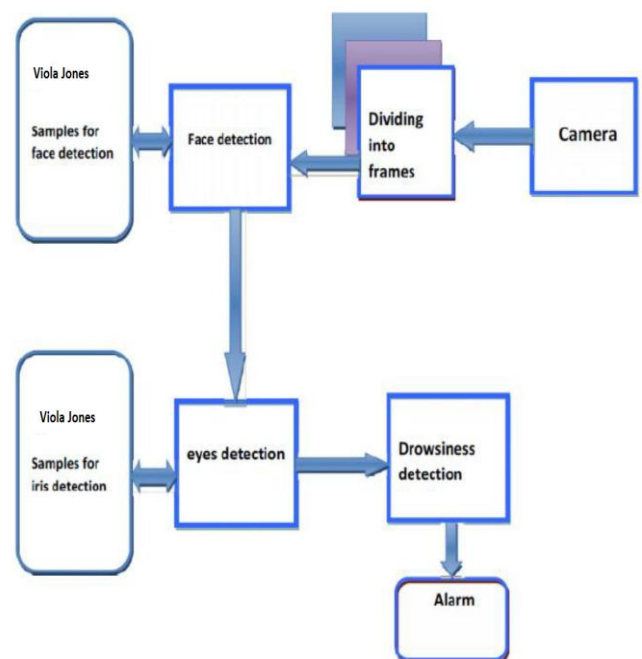 Viola Jones
Samples for
face detection
Face detection
Dividing
into
frames
Camera
Viola Jones
Samples for
iris detection
eyes detection
Drowsiness
detection
Alarm